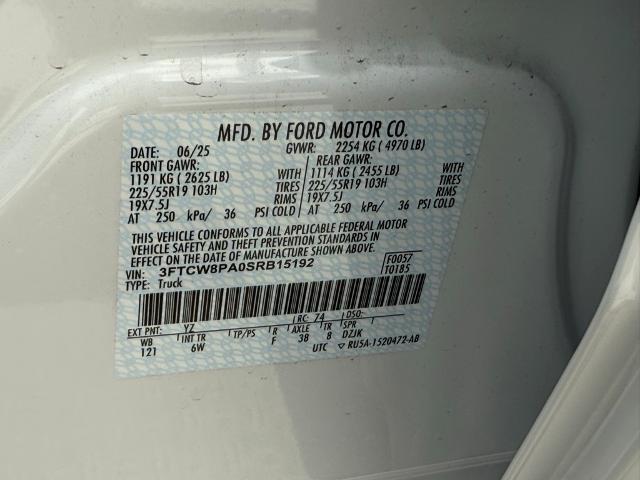 MFD. BY FORD MOTOR CO.
DATE: 06/25 GVWR: 2254 KG ( 4970 LB)
FRONT GAWR: REAR GAWR:
1191 KG ( 2625 LB) 1114 KG ( 2455 LB)
225/55R19 103H TIRES 225/55R19 103H TIRES
19X7.5J RIMS 19X7.5J RIMS
AT 250 kPa/ 36 PSI COLD AT 250 kPa/ 36 PSI COLD
THIS VEHICLE CONFORMS TO ALL APPLICABLE FEDERAL MOTOR
VEHICLE SAFETY AND THEFT PREVENTION STANDARDS IN
EFFECT ON THE DATE OF MANUFACTURE SHOWN ABOVE.
VIN: 3FTCW8PA0SRB15192 F0057
TYPE: Truck T0185
EXT PNT: YZ RC: 74 DSO:
WB INT TR TP/PS R AXLE TR SPR
121 6W F 38 8 DZJK
UTC ▽ RU5A-1520472-AB